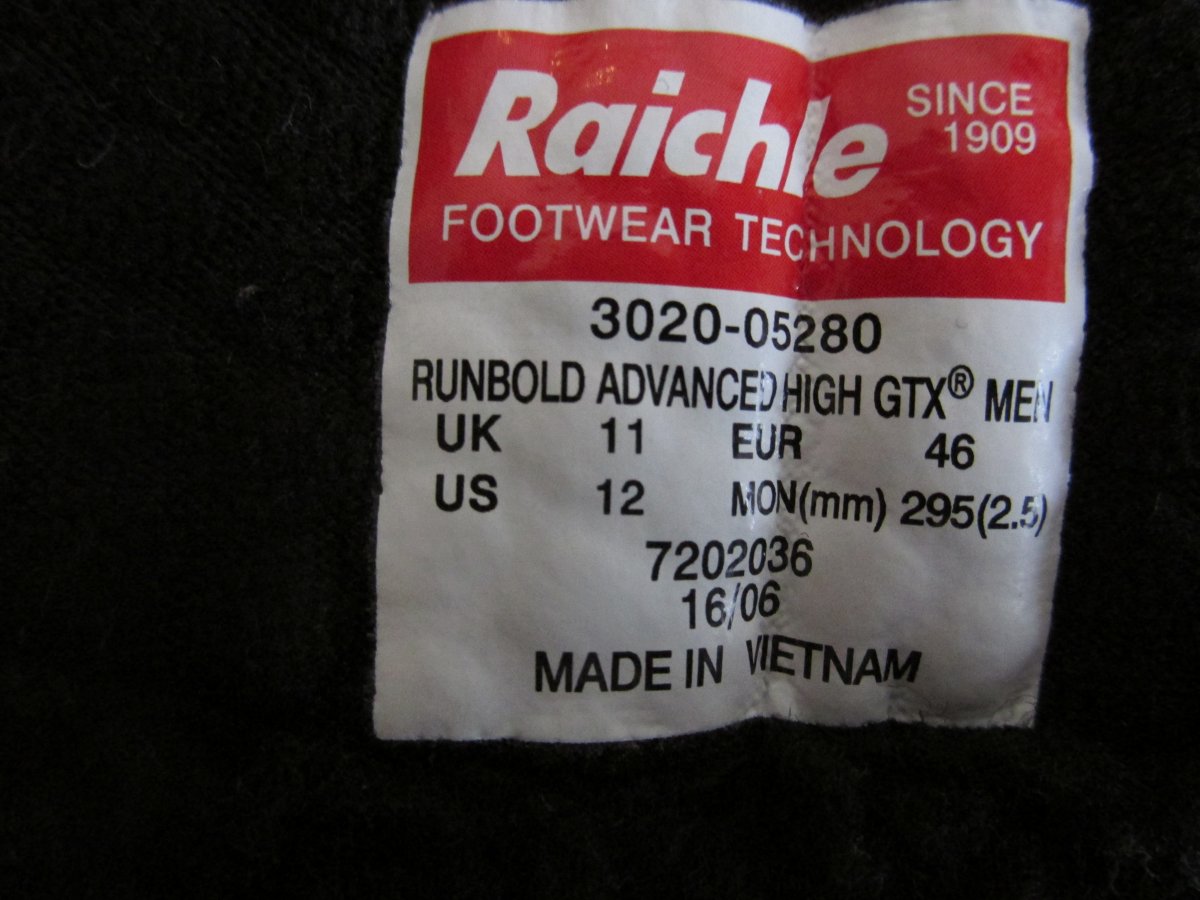 Raichle
SINCE
1909
FOOTWEAR TECHNOLOGY
3020-05280
RUNBOLD ADVANCED HIGH GTX® MEN
UK 11 EUR 46
US 12 MON(mm) 295(2.5)
7202036
16/06
MADE IN VIETNAM